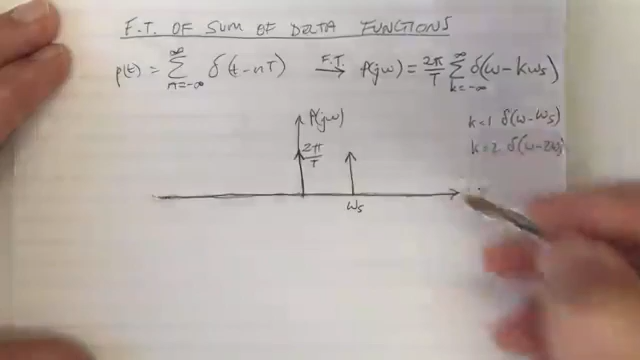 F.T. OF SUM OF DELTA FUNCTIONS
p(t) = ∞∑n=-∞ δ(t-nT) F.T.→ P(jω) = 2π/T ∞∑k=-∞ δ(ω-kωs)
P(jω)
k=1 δ(ω-ωs)
2π/T
k=2 δ(ω-2ωs)
ωs